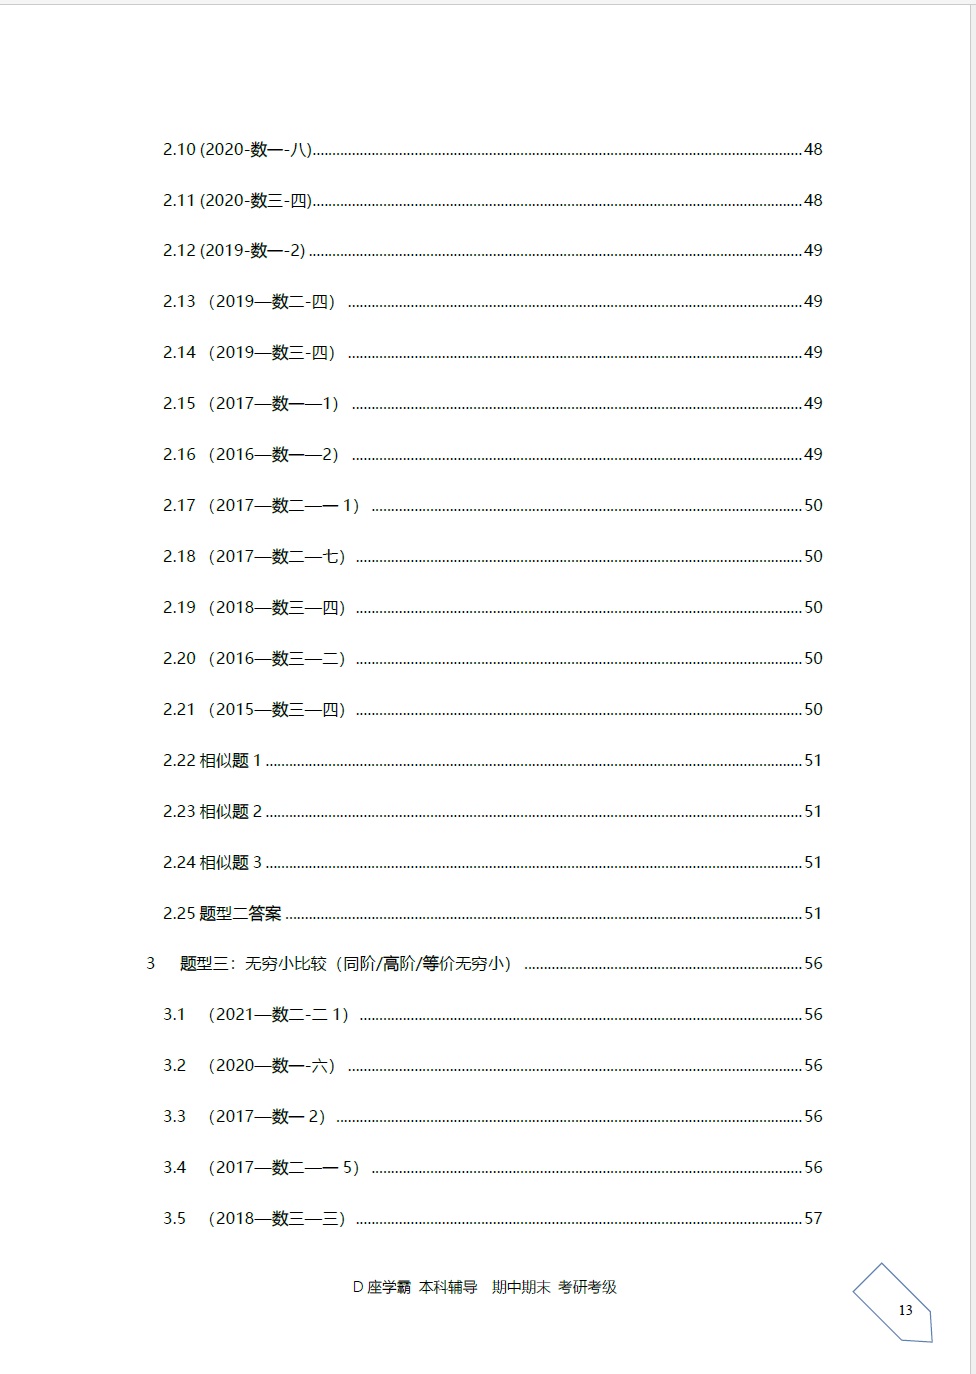 2.10 (2020-数一-八)........48
2.11 (2020-数三-四)........48
2.12 (2019-数一-2)........49
2.13 （2019—数二-四）........49
2.14 （2019—数三-四）........49
2.15 （2017—数一—1）........49
2.16 （2016—数一—2）........49
2.17 （2017—数二—一 1）........50
2.18 （2017—数二—七）........50
2.19 （2018—数三—四）........50
2.20 （2016—数三—二）........50
2.21 （2015—数三—四）........50
2.22 相似题 1........51
2.23 相似题 2........51
2.24 相似题 3........51
2.25 题型二答案........51
3 题型三：无穷小比较（同阶/高阶/等价无穷小）........56
3.1 （2021—数二-二 1）........56
3.2 （2020—数一-六）........56
3.3 （2017—数一 2）........56
3.4 （2017—数二—一 5）........56
3.5 （2018—数三—三）........57
D 座学霸 本科辅导 期中期末 考研考级
13